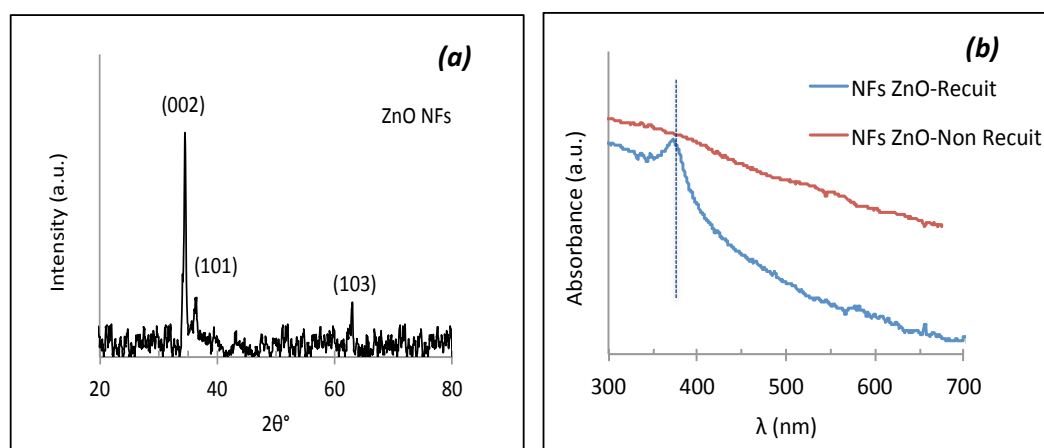 (a)
(002)
ZnO NFs
(101)
(103)
Intensity (a.u.)
20 40 60 80
2θ°
(b)
NFs ZnO-Recuit
NFs ZnO-Non Recuit
Absorbance (a.u.)
300 400 500 600 700
λ (nm)